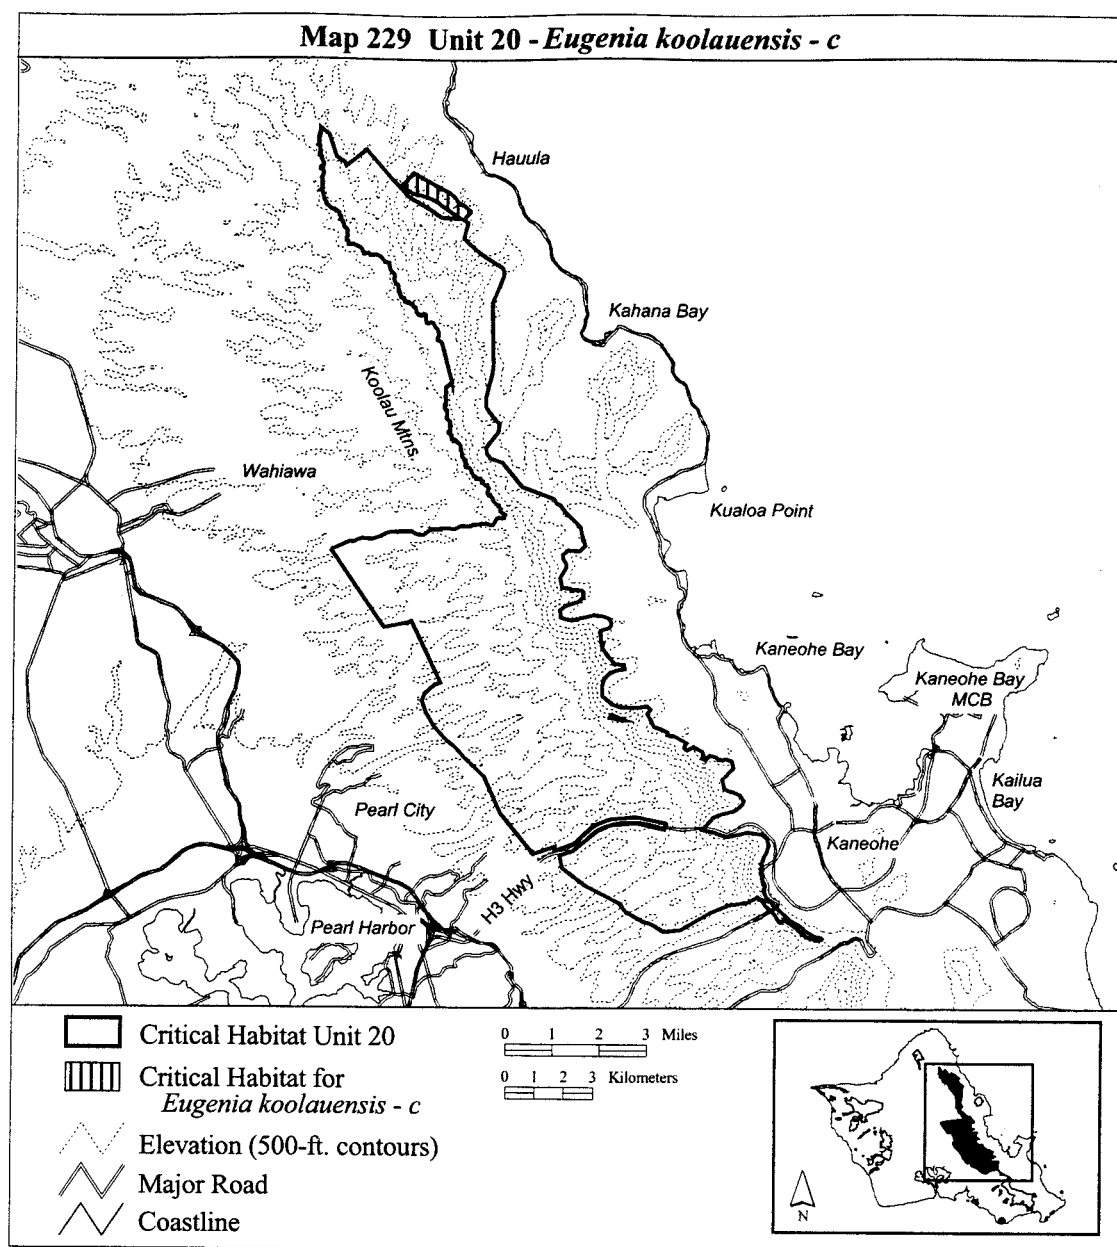 Map 229 Unit 20 - Eugenia koolauensis - c
Hauula
Kahana Bay
Koolau Mtns
Wahiawa
Kualoa Point
Kaneohe Bay
Kaneohe Bay
MCB
Kailua
Bay
Pearl City
Kaneohe
H3 Hwy
Pearl Harbor
Critical Habitat Unit 20
Critical Habitat for
Eugenia koolauensis - c
Elevation (500-ft. contours)
Major Road
Coastline
0 1 2 3 Miles
0 1 2 3 Kilometers
N